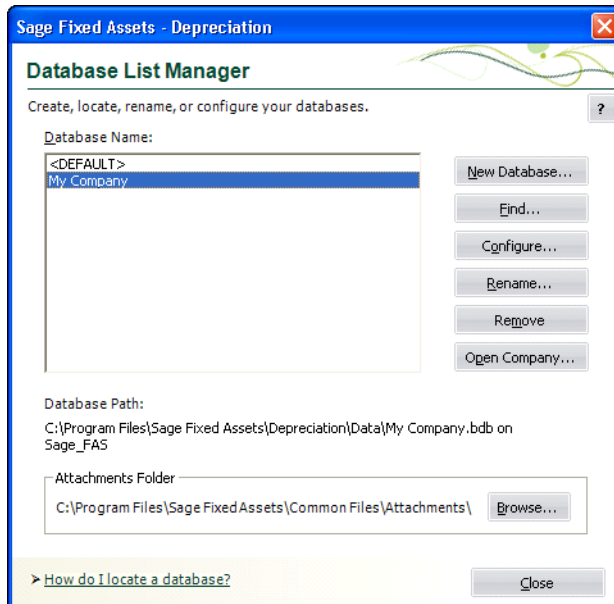 Sage Fixed Assets - Depreciation
Database List Manager
Create, locate, rename, or configure your databases.
?
Database Name:
<DEFAULT>
My Company
New Database...
Find...
Configure...
Rename...
Remove
Open Company...
Database Path:
C:\Program Files\Sage Fixed Assets\Depreciation\Data\My Company.bdb on
Sage_FAS
Attachments Folder
C:\Program Files\Sage Fixed Assets\Common Files\Attachments\
Browse...
How do I locate a database?
Close